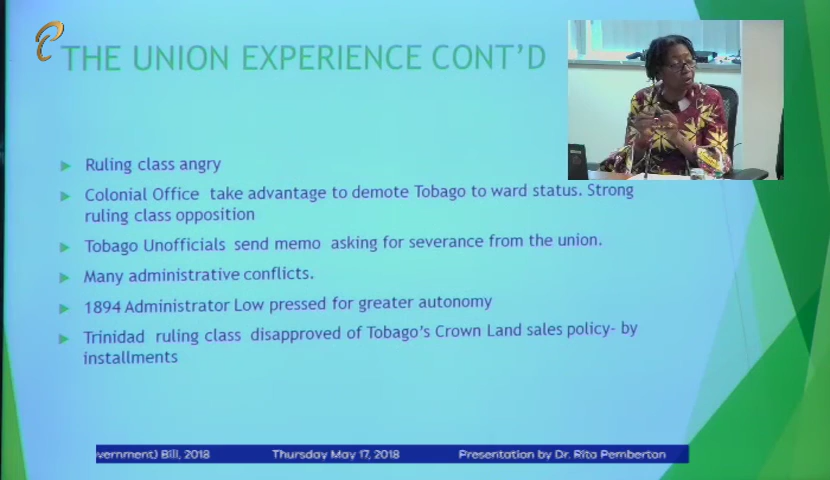 THE UNION EXPERIENCE CONT'D
Ruling class angry
Colonial Office take advantage to demote Tobago to ward status. Strong
ruling class opposition
Tobago Unofficials send memo asking for severance from the union.
Many administrative conflicts.
1894 Administrator Low pressed for greater autonomy
Trinidad ruling class disapproved of Tobago's Crown Land sales policy- by
installments
vernment) Bill, 2018 Thursday May 17, 2018 Presentation by Dr. Rita Pemberton